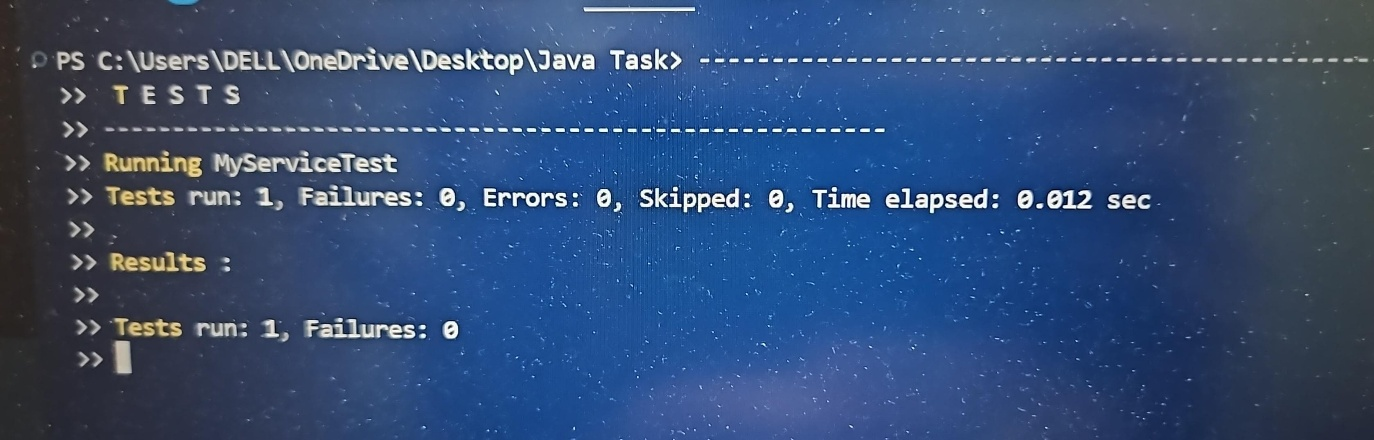 PS C:\Users\DELL\OneDrive\Desktop\Java Task> -------------------------------------------------------
>> T E S T S
>> -------------------------------------------------------
>> Running MyServiceTest
>> Tests run: 1, Failures: 0, Errors: 0, Skipped: 0, Time elapsed: 0.012 sec
>>
>> Results :
>>
>> Tests run: 1, Failures: 0
>>